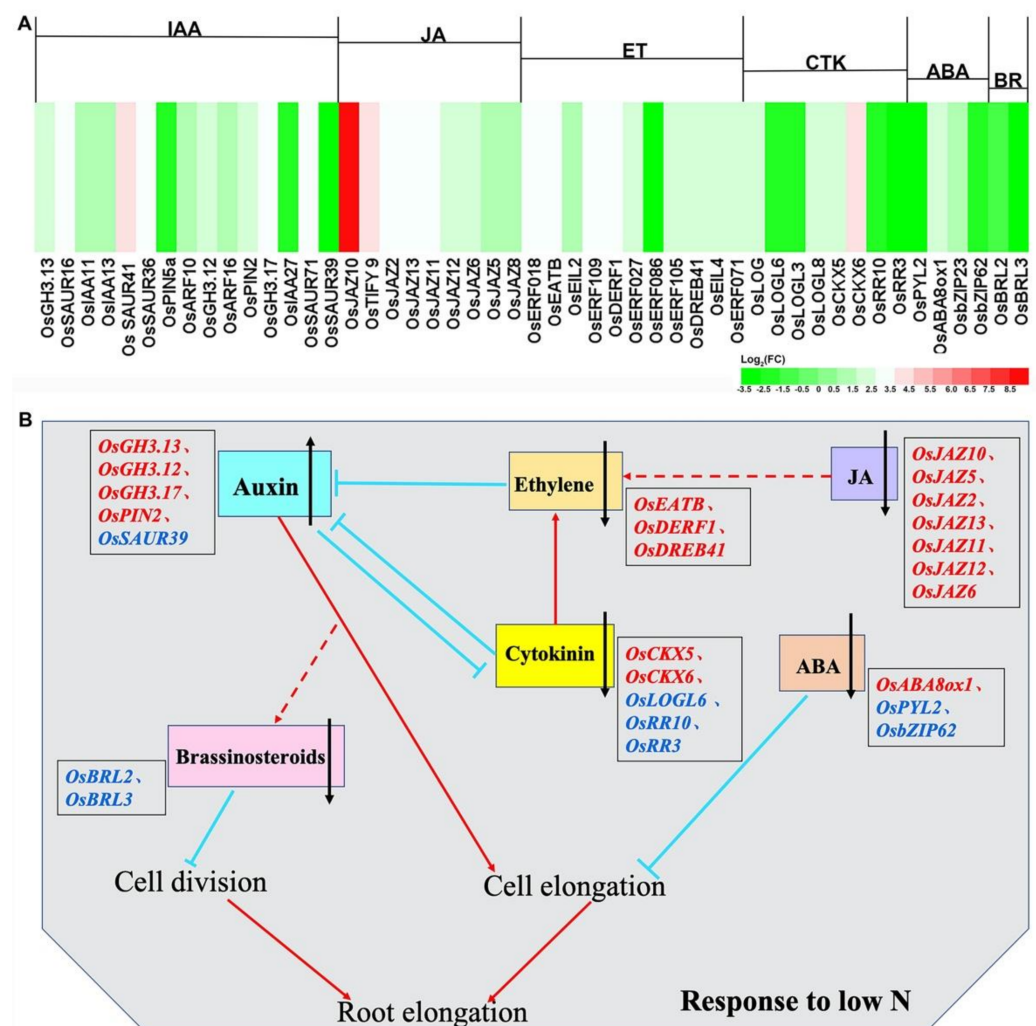 A
IAA
JA
ET
CTK
ABA
BR
OsGH3.13
OsSAUR16
OsIAA11
OsIAA13
Os SAUR41
OsSAUR36
OsPIN5a
OsARF10
OsGH3.12
OsARF16
OsPIN2
OsGH3.17
OsIAA27
OsSAUR71
OsSAUR39
OsJAZ10
OsTIFY 9
OsJAZ2
OsJAZ13
OsJAZ11
OsJAZ12
OsJAZ6
OsJAZ5
OsJAZ8
OsERF018
OsEATB
OsEIL2
OsERF109
OsDERF1
OsERF027
OsERF086
OsERF105
OsDREB41
OsEIL4
OsERF071
OsLOG
OsLOGL6
OsLOGL3
OsLOGL8
OsCKX5
OsCKX6
OsRR10
OsRR3
OsPYL2
OsABA8ox1
OsbZIP23
OsbZIP62
OsBRL2
OsBRL3
Log2(FC)
-3.5 -2.5 -1.5 -0.5 0 0.5 1.5 2.5 3.5 4.5 5.5 6.5 7.5 8.5
B
OsGH3.13、
OsGH3.12、
OsGH3.17、
OsPIN2、
OsSAUR39
Auxin
Ethylene
OsEATB、
OsDERF1、
OsDREB41
JA
OsJAZ10、
OsJAZ5、
OsJAZ2、
OsJAZ13、
OsJAZ11、
OsJAZ12、
OsJAZ6
Cytokinin
OsCKX5、
OsCKX6、
OsLOGL6、
OsRR10、
OsRR3
ABA
OsABA8ox1、
OsPYL2、
OsbZIP62
Brassinosteroids
OsBRL2、
OsBRL3
Cell division
Cell elongation
Root elongation
Response to low N